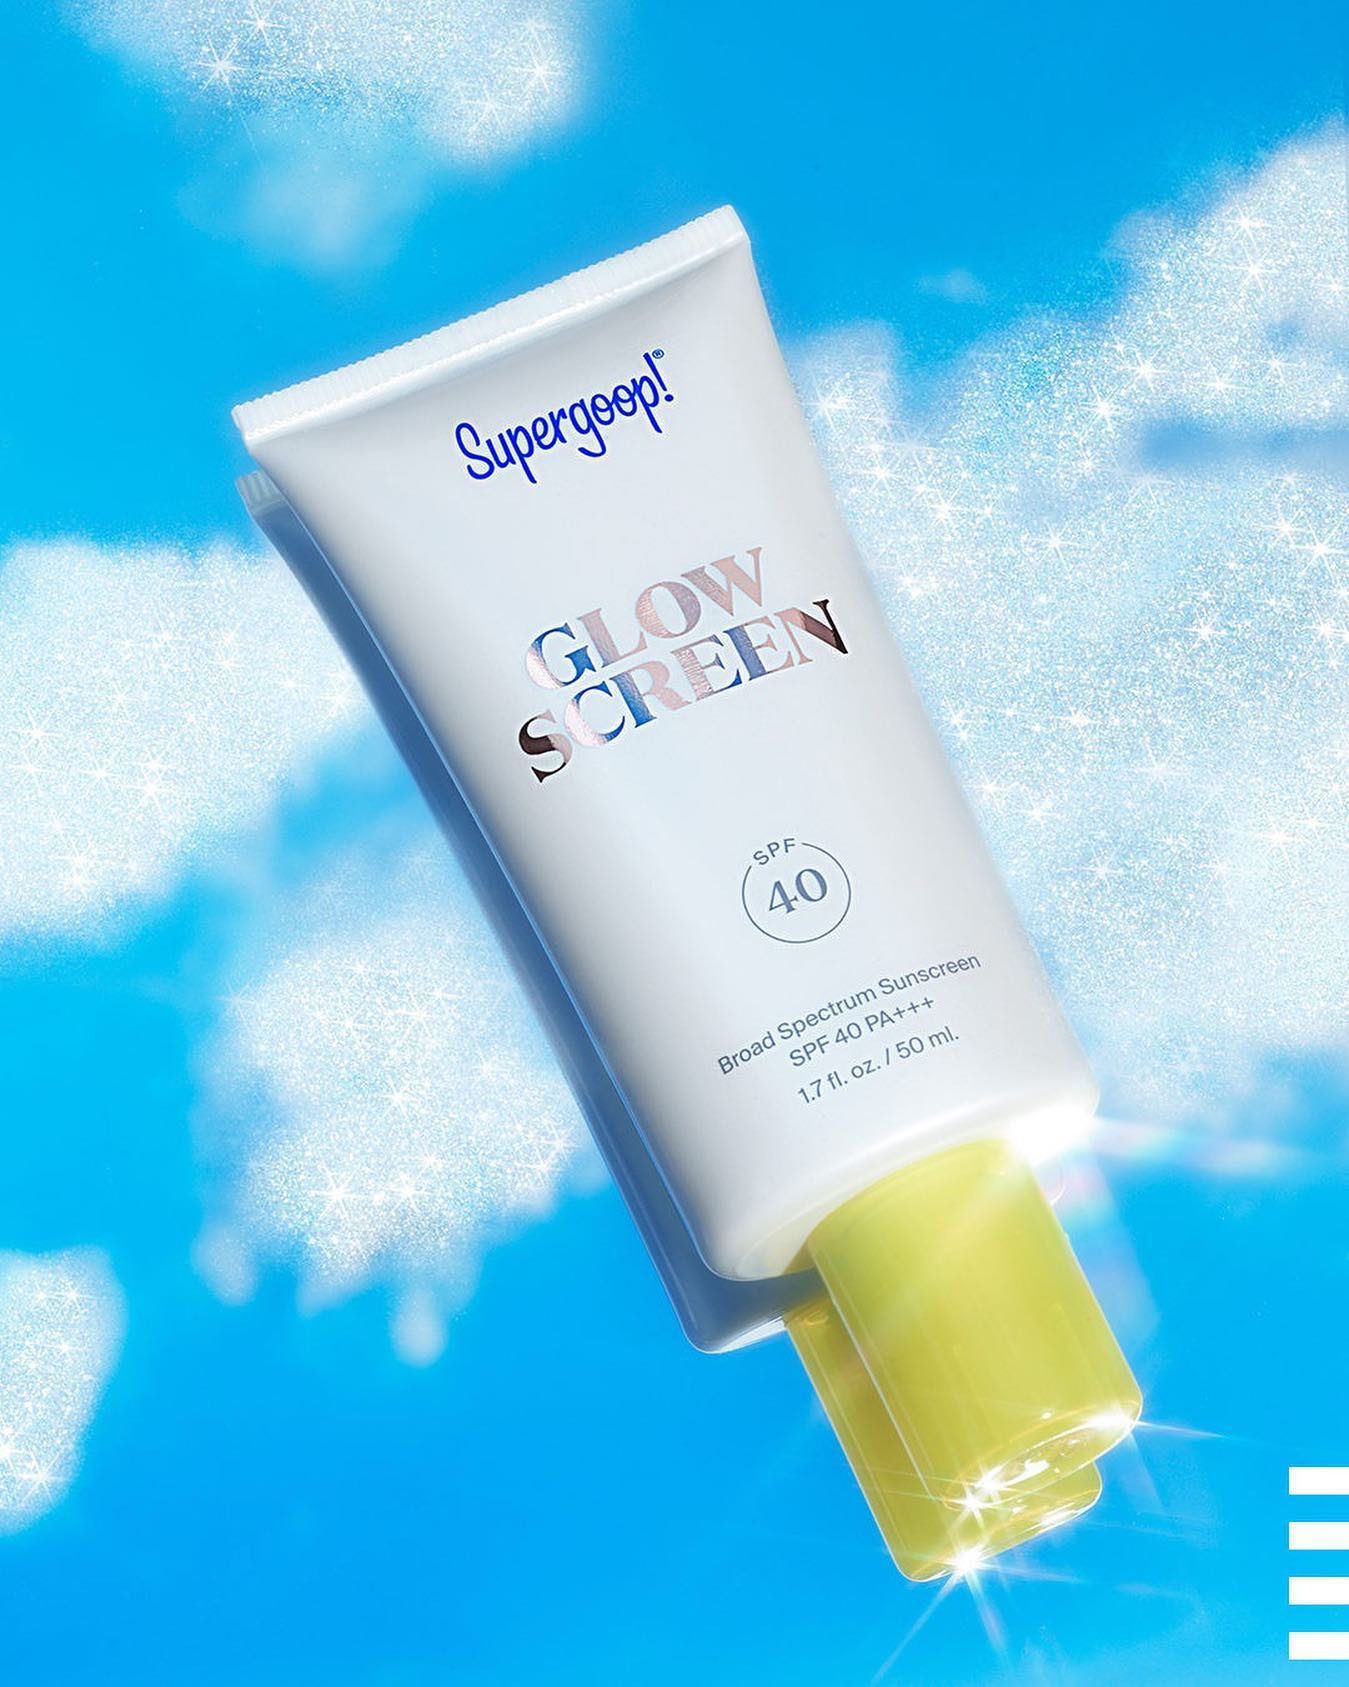 Supergoop!®
GLOW
SCREEN
SPF
40
Broad Spectrum Sunscreen
SPF 40 PA+++
1.7 fl. oz. / 50 ml.